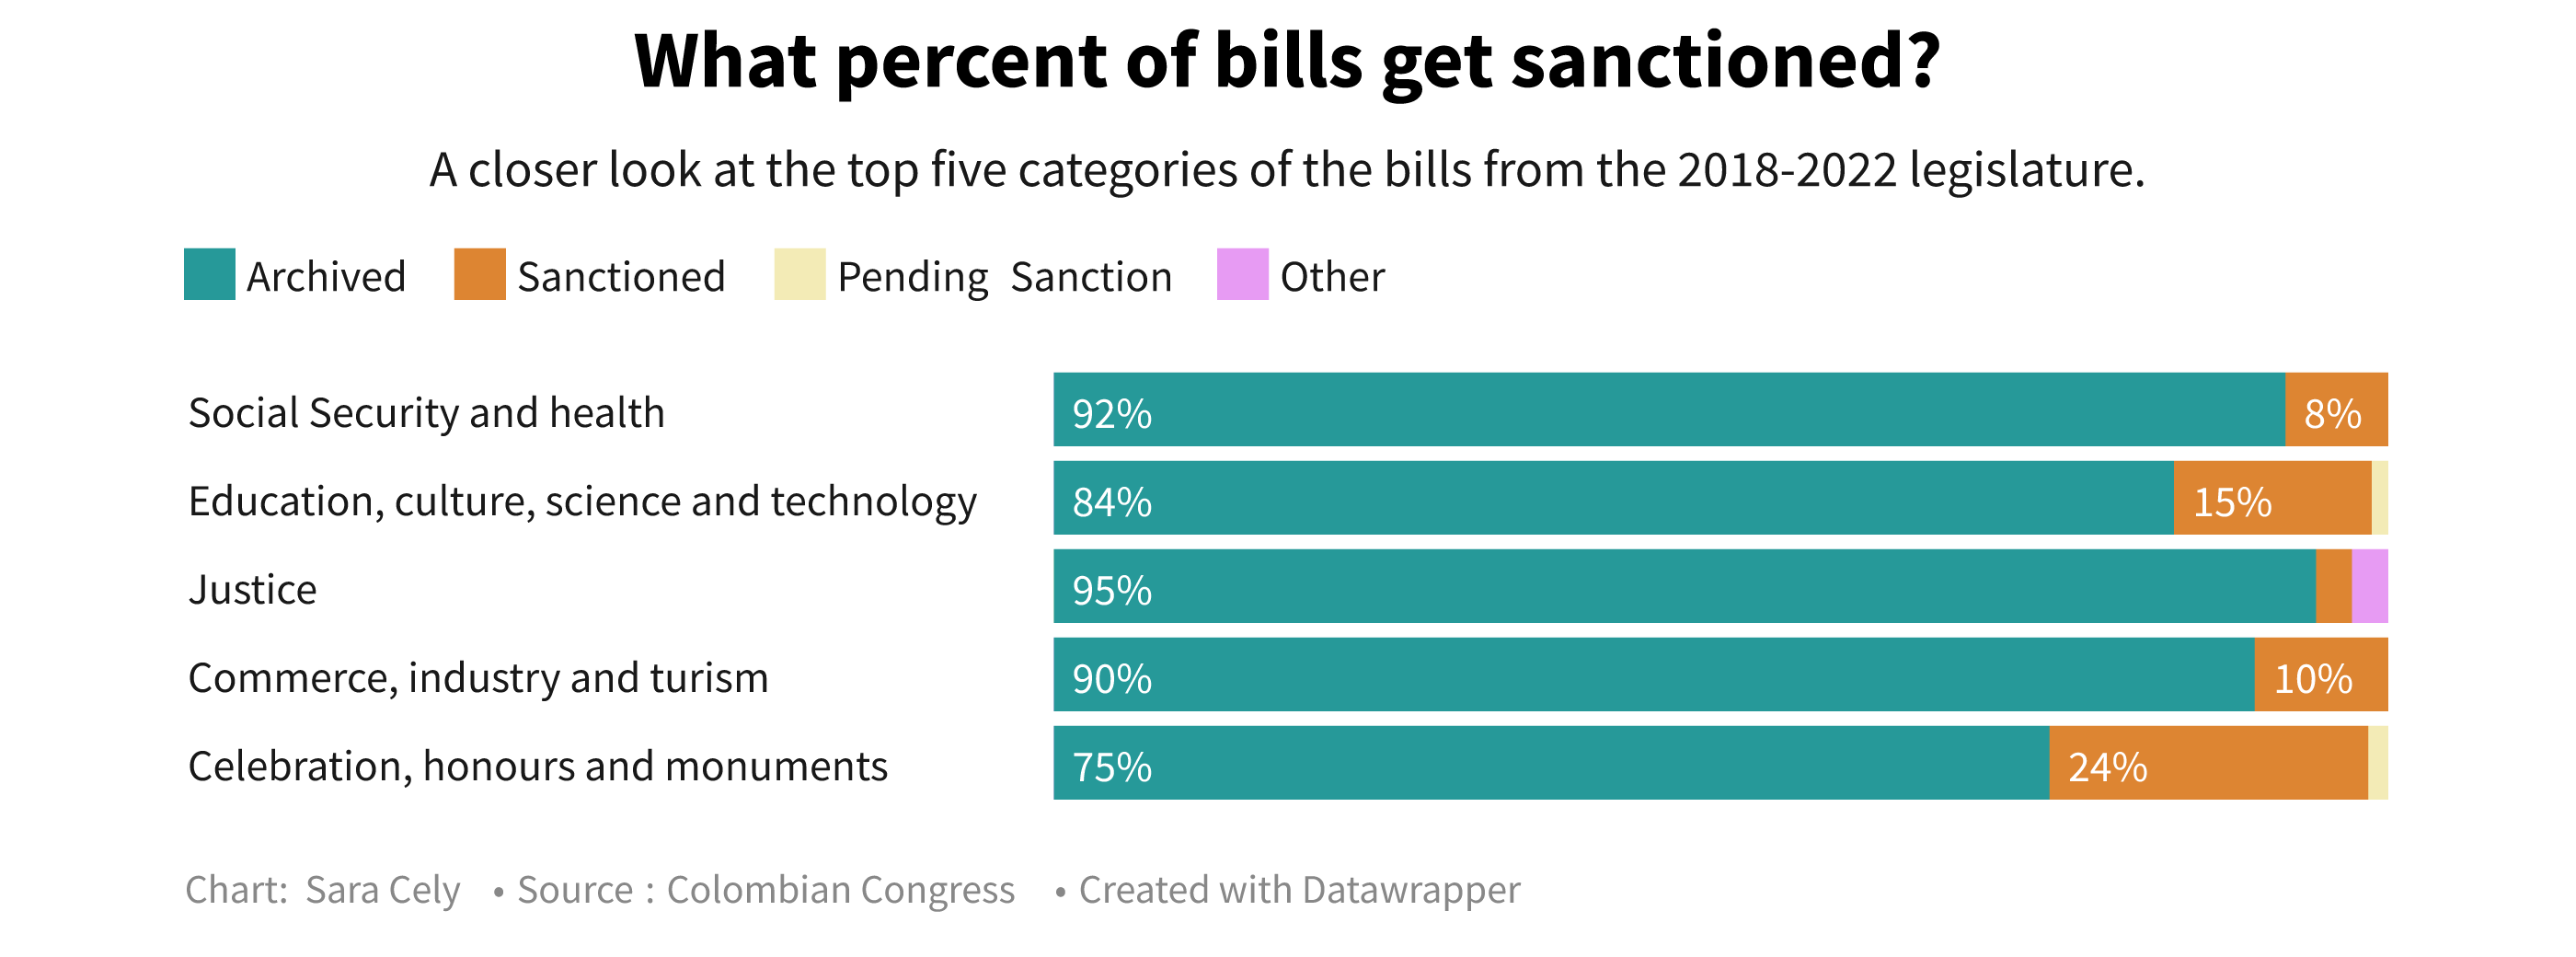 What percent of bills get sanctioned?
A closer look at the top five categories of the bills from the 2018-2022 legislature.
Archived Sanctioned Pending Sanction Other
Social Security and health 92% 8%
Education, culture, science and technology 84% 15%
Justice 95%
Commerce, industry and turism 90% 10%
Celebration, honours and monuments 75% 24%
Chart: Sara Cely • Source : Colombian Congress • Created with Datawrapper